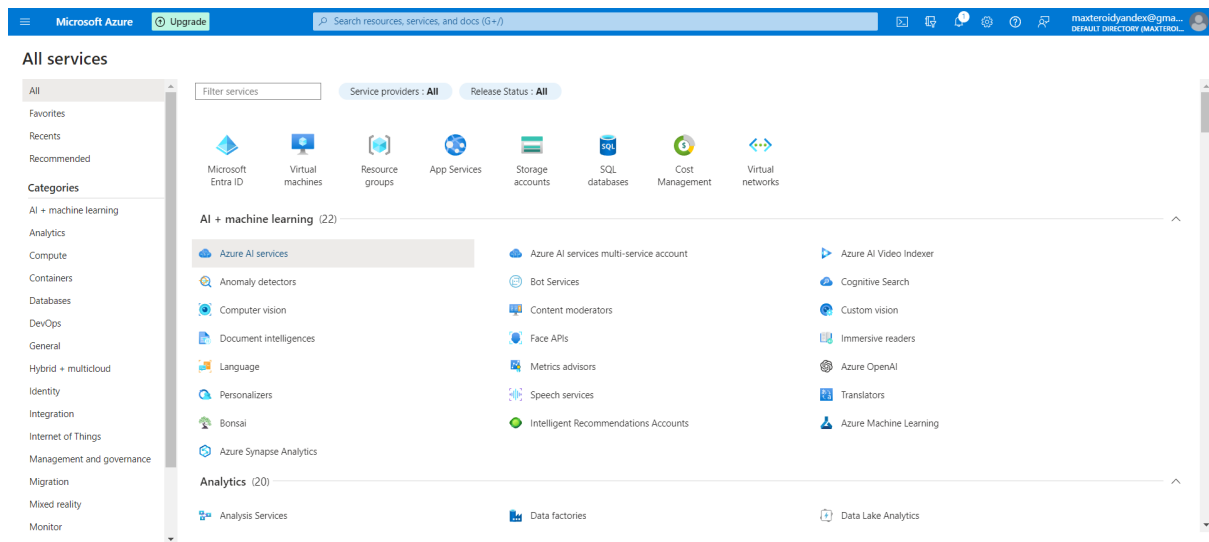 Microsoft Azure
Upgrade
Search resources, services, and docs (G+/)
1
maxteroidyandex@gma...
DEFAULT DIRECTORY (MAXTEROI...
All services
All
Favorites
Recents
Recommended
Categories
AI + machine learning
Analytics
Compute
Containers
Databases
DevOps
General
Hybrid + multicloud
Identity
Integration
Internet of Things
Management and governance
Migration
Mixed reality
Monitor
Filter services
Service providers : All
Release Status : All
Microsoft
Entra ID
Virtual
machines
Resource
groups
App Services
Storage
accounts
SQL
SQL
databases
Cost
Management
Virtual
networks
AI + machine learning (22)
Azure AI services
Azure AI services multi-service account
Azure AI Video Indexer
Anomaly detectors
Bot Services
Cognitive Search
Computer vision
Content moderators
Custom vision
Document intelligences
Face APIs
Immersive readers
Language
Metrics advisors
Azure OpenAI
Personalizers
Speech services
Translators
Bonsai
Intelligent Recommendations Accounts
Azure Machine Learning
Azure Synapse Analytics
Analytics (20)
Analysis Services
Data factories
Data Lake Analytics